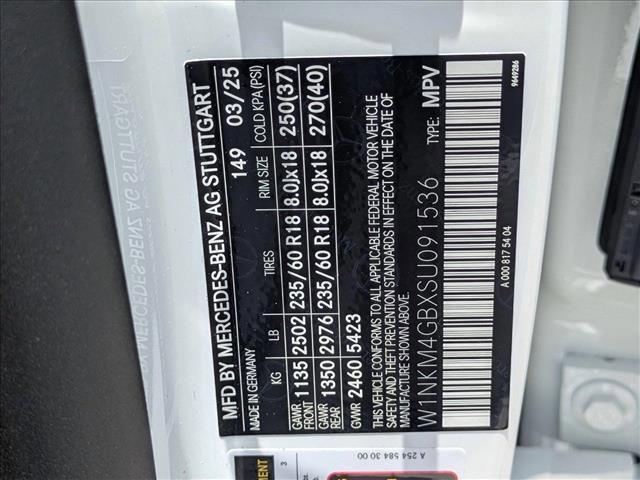 MFD BY MERCEDES-BENZ AG STUTTGART
MADE IN GERMANY 149 03/25
KG LB TIRES RIM SIZE COLD KPA (PSI)
GAWR FRONT 1135 2502 235/60 R18 8.0Jx18 250(37)
GAWR REAR 1350 2976 235/60 R18 8.0Jx18 270(40)
GVWR 2460 5423
THIS VEHICLE CONFORMS TO ALL APPLICABLE FEDERAL MOTOR VEHICLE
SAFETY AND THEFT PREVENTION STANDARDS IN EFFECT ON THE DATE OF
MANUFACTURE SHOWN ABOVE.
W1NKM4GBXSU091536 TYPE: MPV
A 000 817 54 04
9649286
A 254 584 30 00
3